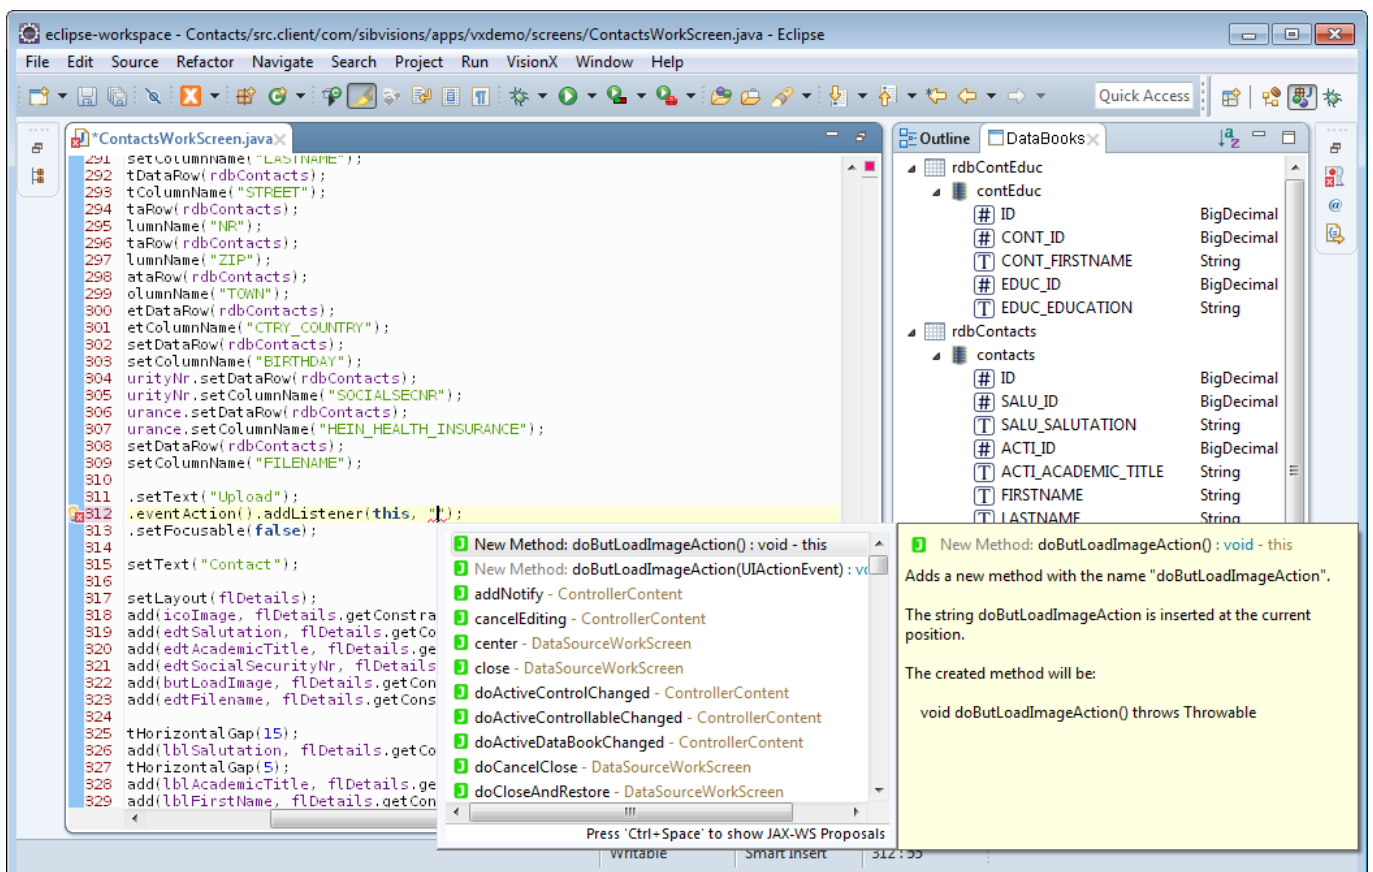 eclipse-workspace - Contacts/src.client/com/sibvisions/apps/vxdemo/screens/ContactsWorkScreen.java - Eclipse
File Edit Source Refactor Navigate Search Project Run VisionX Window Help
Quick Access
*ContactsWorkScreen.java
291 setColumnName("LASTNAME");
292 tDataRow(rdbContacts);
293 tColumnName("STREET");
294 taRow(rdbContacts);
295 lumnName("NR");
296 taRow(rdbContacts);
297 lumnName("ZIP");
298 ataRow(rdbContacts);
299 olumnName("TOWN");
300 etDataRow(rdbContacts);
301 etColumnName("CTRY_COUNTRY");
302 setDataRow(rdbContacts);
303 setColumnName("BIRTHDAY");
304 urityNr.setDataRow(rdbContacts);
305 urityNr.setColumnName("SOCIALSECNR");
306 urance.setDataRow(rdbContacts);
307 urance.setColumnName("HEIN_HEALTH_INSURANCE");
308 setDataRow(rdbContacts);
309 setColumnName("FILENAME");
310
311 .setText("Upload");
312 .eventAction().addListener(this, "");
313 .setFocusable(false);
314
315 setText("Contact");
316
317 setLayout(flDetails);
318 add(icoImage, flDetails.getConstra
319 add(edtSalutation, flDetails.getCo
320 add(edtAcademicTitle, flDetails.ge
321 add(edtSocialSecurityNr, flDetails
322 add(butLoadImage, flDetails.getCon
323 add(edtFilename, flDetails.getCons
324
325 tHorizontalGap(15);
326 add(lblSalutation, flDetails.getCo
327 tHorizontalGap(5);
328 add(lblAcademicTitle, flDetails.ge
329 add(lblFirstName, flDetails.getCon
New Method: doButLoadImageAction() : void - this
New Method: doButLoadImageAction(UIActionEvent) : vo
addNotify - ControllerContent
cancelEditing - ControllerContent
center - DataSourceWorkScreen
close - DataSourceWorkScreen
doActiveControlChanged - ControllerContent
doActiveControllableChanged - ControllerContent
doActiveDataBookChanged - ControllerContent
doCancelClose - DataSourceWorkScreen
doCloseAndRestore - DataSourceWorkScreen
Press 'Ctrl+Space' to show JAX-WS Proposals
Outline DataBooks
rdbContEduc
contEduc
ID BigDecimal
CONT_ID BigDecimal
CONT_FIRSTNAME String
EDUC_ID BigDecimal
EDUC_EDUCATION String
rdbContacts
contacts
ID BigDecimal
SALU_ID BigDecimal
SALU_SALUTATION String
ACTI_ID BigDecimal
ACTI_ACADEMIC_TITLE String
FIRSTNAME String
LASTNAME String
New Method: doButLoadImageAction() : void - this
Adds a new method with the name "doButLoadImageAction".
The string doButLoadImageAction is inserted at the current
position.
The created method will be:
void doButLoadImageAction() throws Throwable
Writable Smart Insert 312 : 55